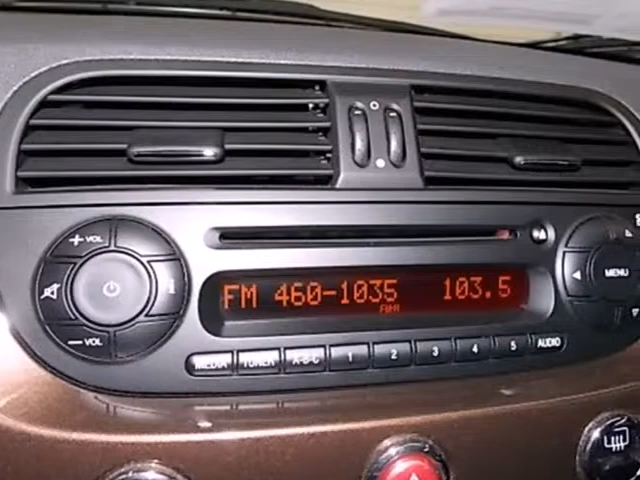 + VOL
i
− VOL
MENU
FM 460-1035 103.5
MEDIA TUNER A-B-C 1 2 3 4 5 AUDIO